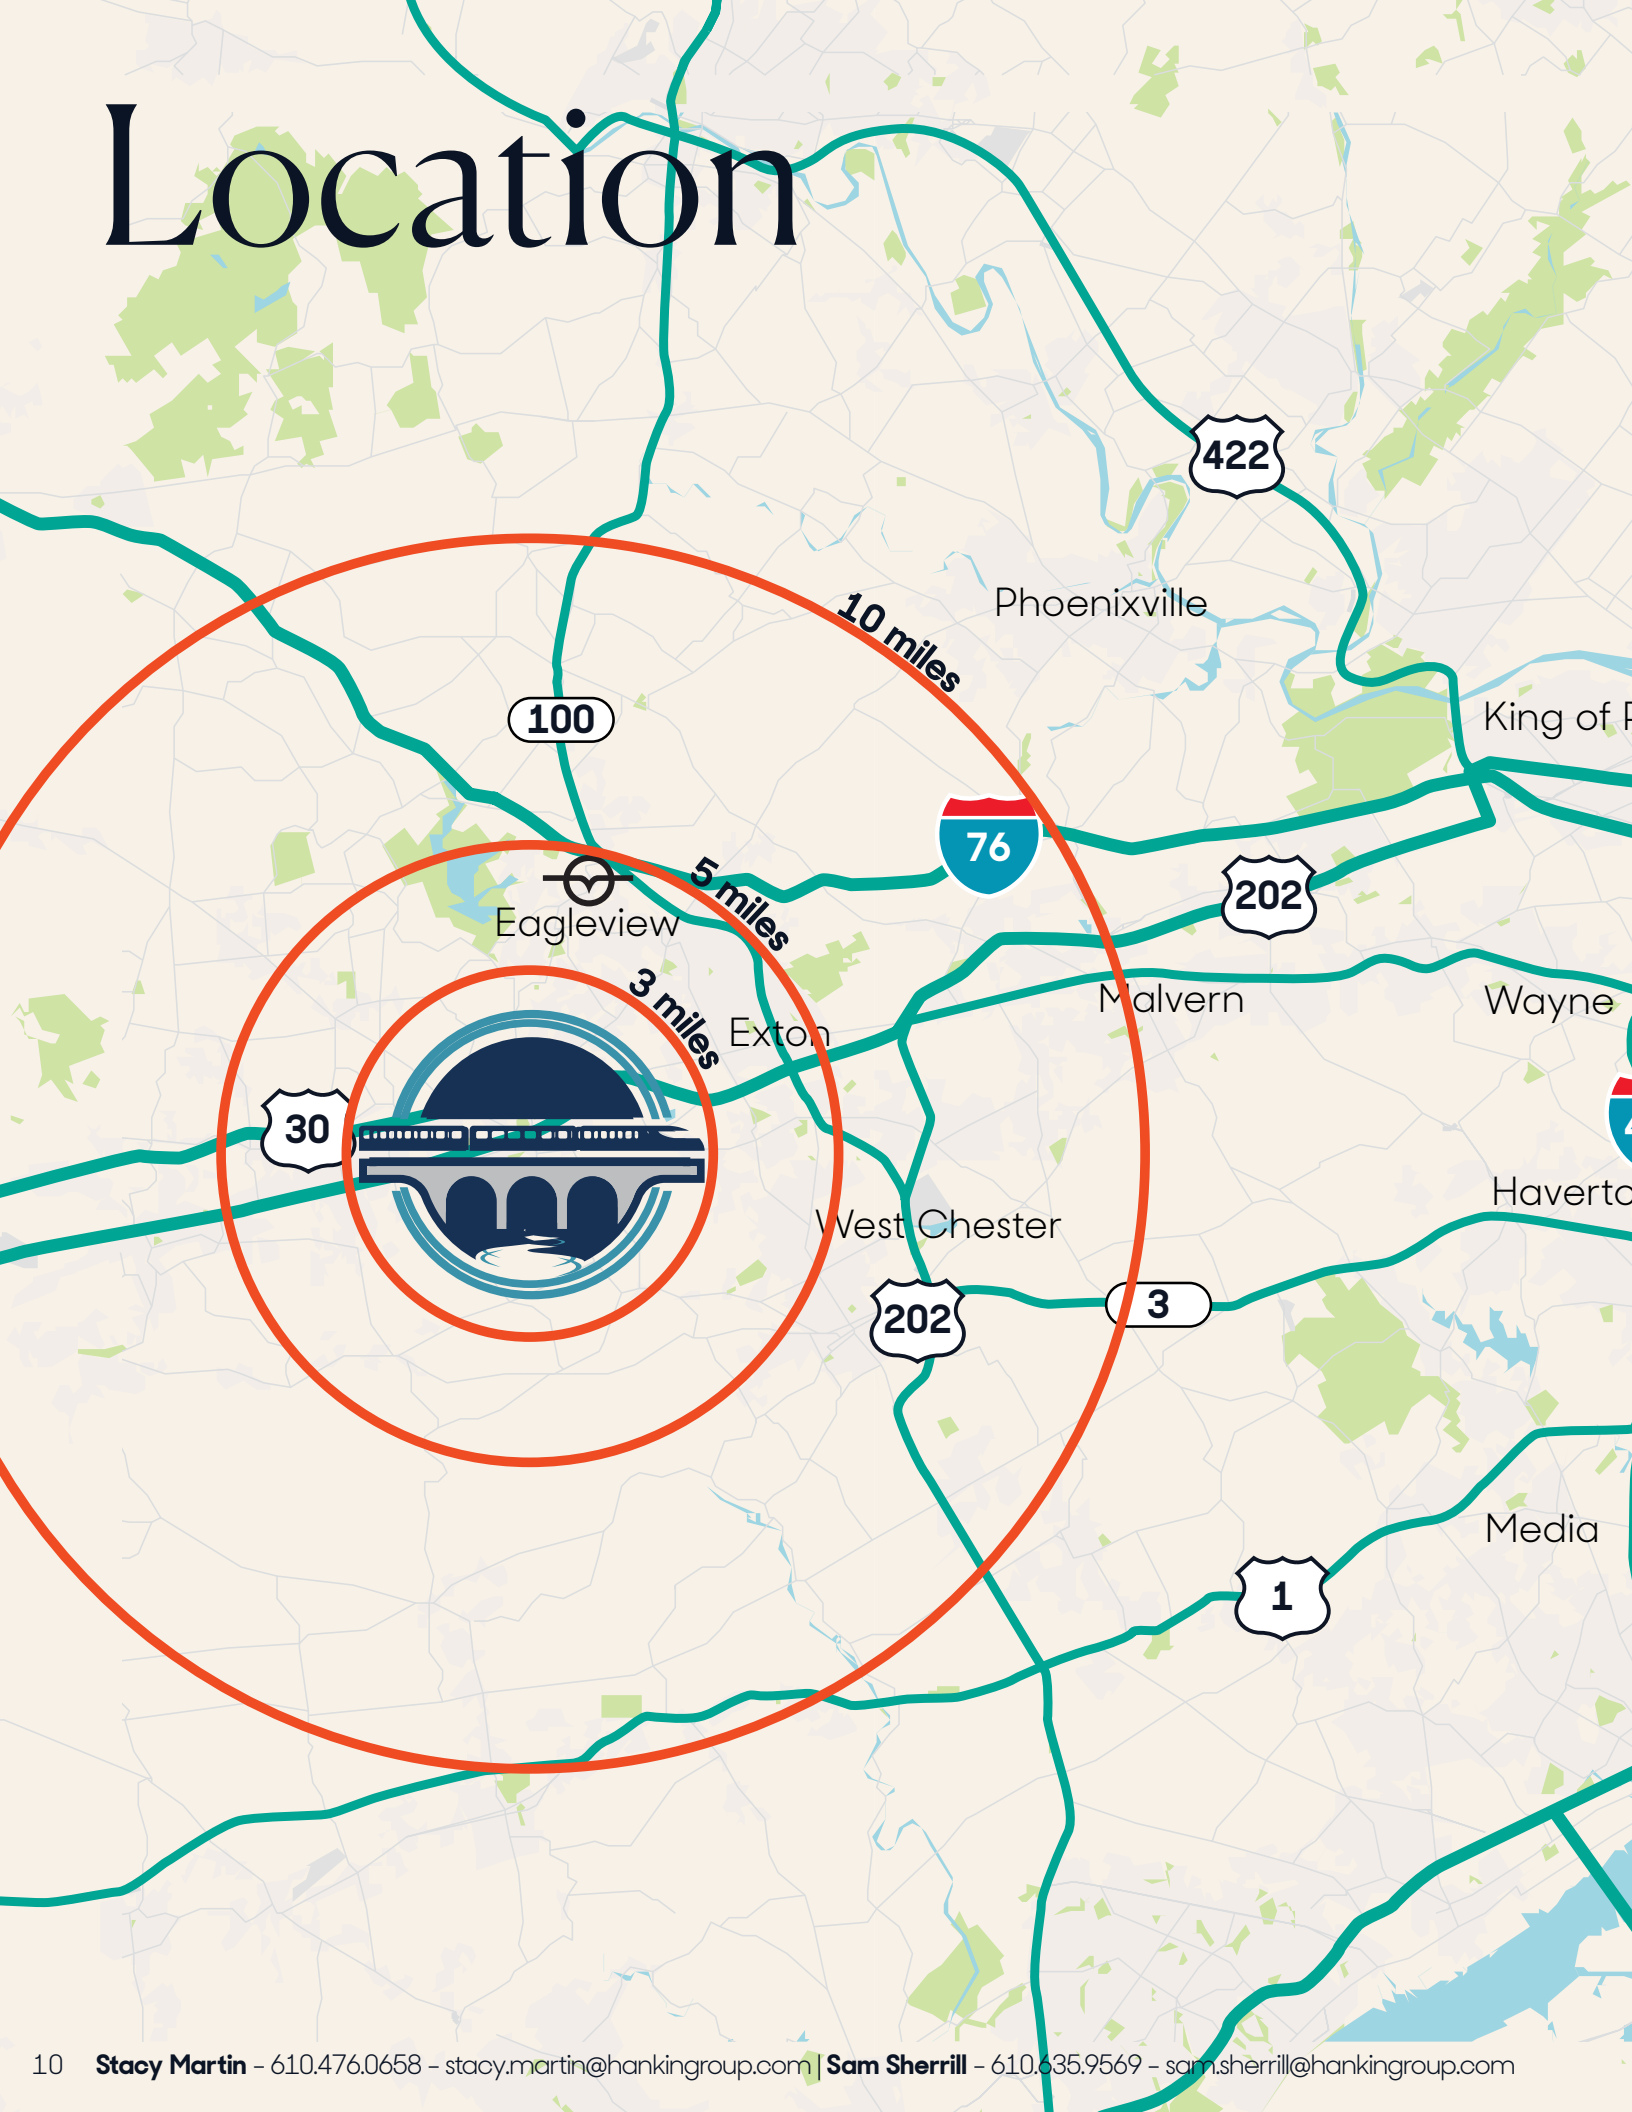 Location
422
Phoenixville
10 miles
100
King of P
76
5 miles
202
Eagleview
3 miles
Exton
Malvern
Wayne
30
4
Haverto
West Chester
202
3
Media
1
10 Stacy Martin - 610.476.0658 - stacy.martin@hankingroup.com | Sam Sherrill - 610.635.9569 - sam.sherrill@hankingroup.com